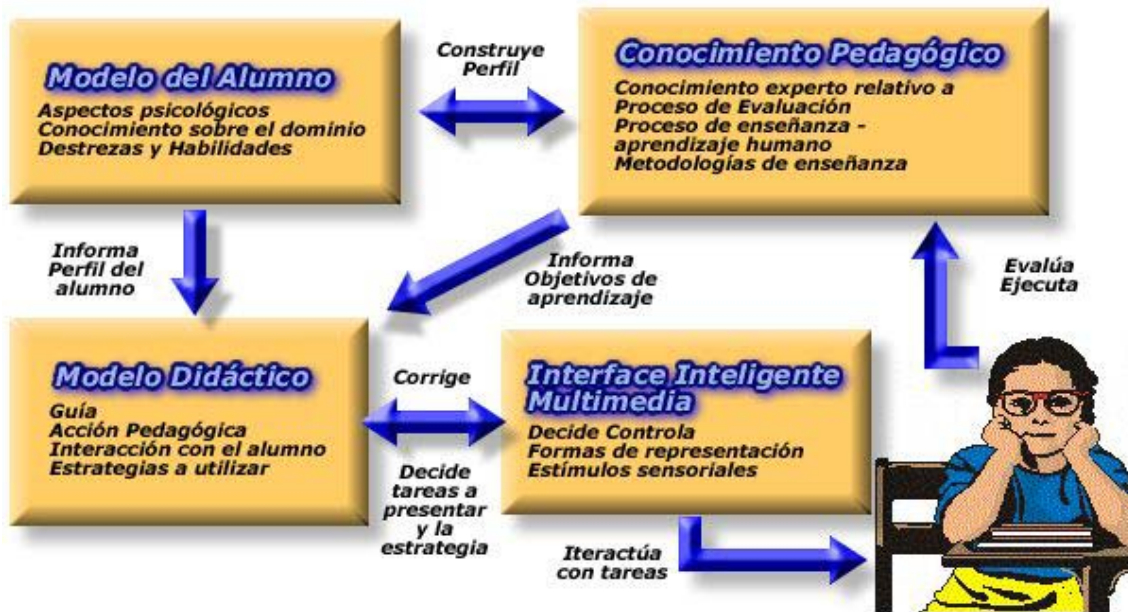 Modelo del Alumno
Aspectos psicológicos
Conocimiento sobre el dominio
Destrezas y Habilidades
Construye
Perfil
Conocimiento Pedagógico
Conocimiento experto relativo a
Proceso de Evaluación
Proceso de enseñanza -
aprendizaje humano
Metodologías de enseñanza
Informa
Perfil del
alumno
Informa
Objetivos de
aprendizaje
Evalúa
Ejecuta
Modelo Didáctico
Guía
Acción Pedagógica
Interacción con el alumno
Estrategias a utilizar
Corrige
Decide
tareas a
presentar
y la
estrategia
Interface Inteligente
Multimedia
Decide Controla
Formas de representación
Estímulos sensoriales
Iteractúa
con tareas